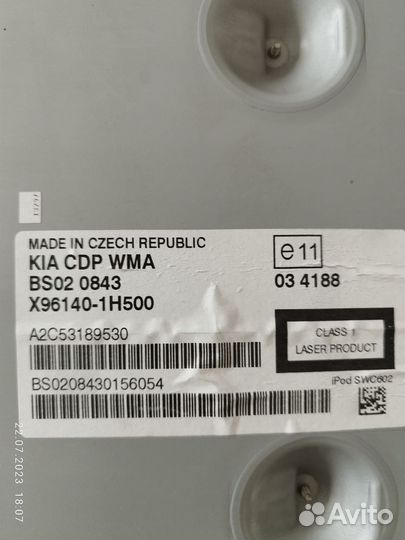 MADE IN CZECH REPUBLIC
KIA CDP WMA
BS02 0843
X96140-1H500
e11
03 4188
A2C53189530
CLASS 1
LASER PRODUCT
BS0208430156054
iPod SWC602
22.07.2023 18:07
Avito